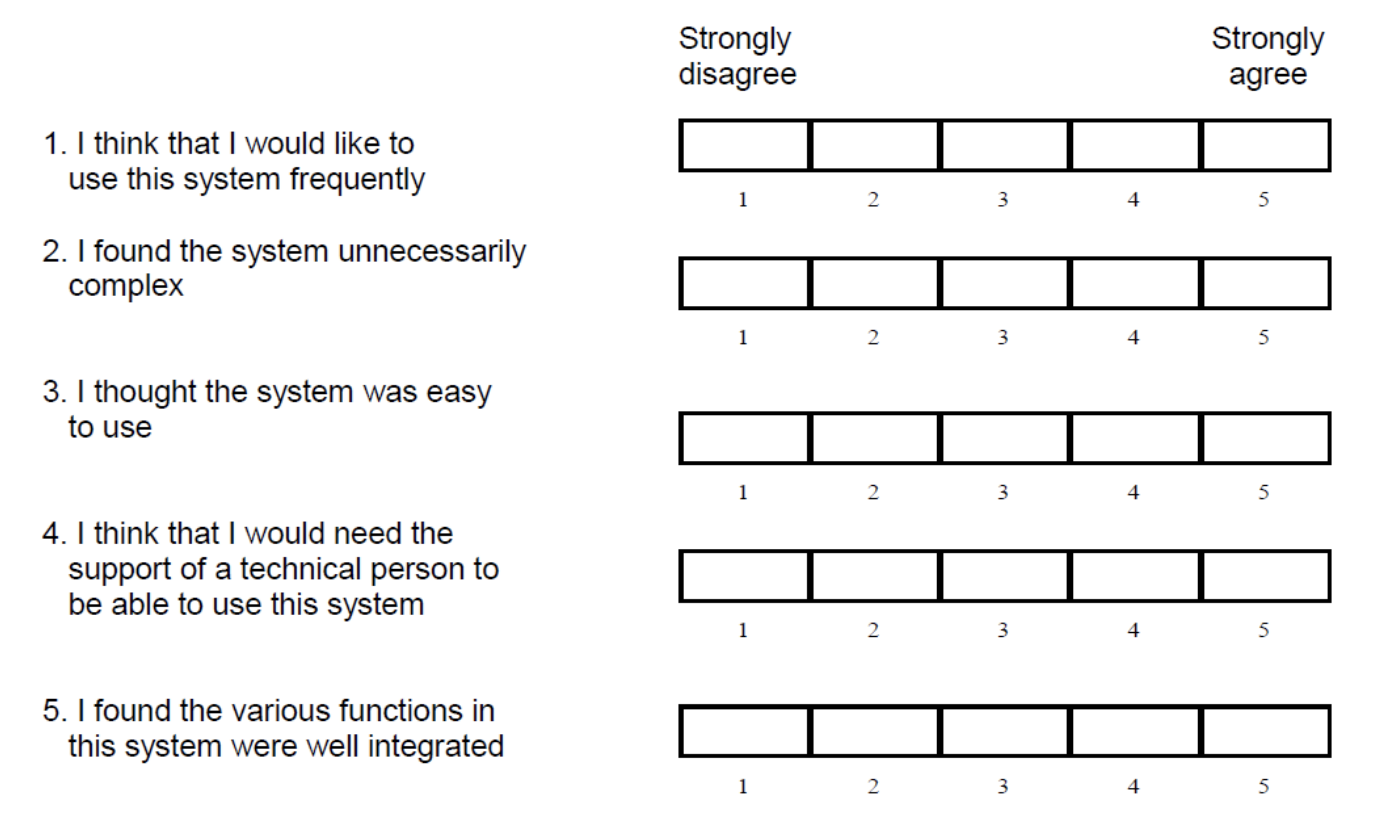 Strongly
disagree
Strongly
agree
1. I think that I would like to
use this system frequently
1 2 3 4 5
2. I found the system unnecessarily
complex
1 2 3 4 5
3. I thought the system was easy
to use
1 2 3 4 5
4. I think that I would need the
support of a technical person to
be able to use this system
1 2 3 4 5
5. I found the various functions in
this system were well integrated
1 2 3 4 5